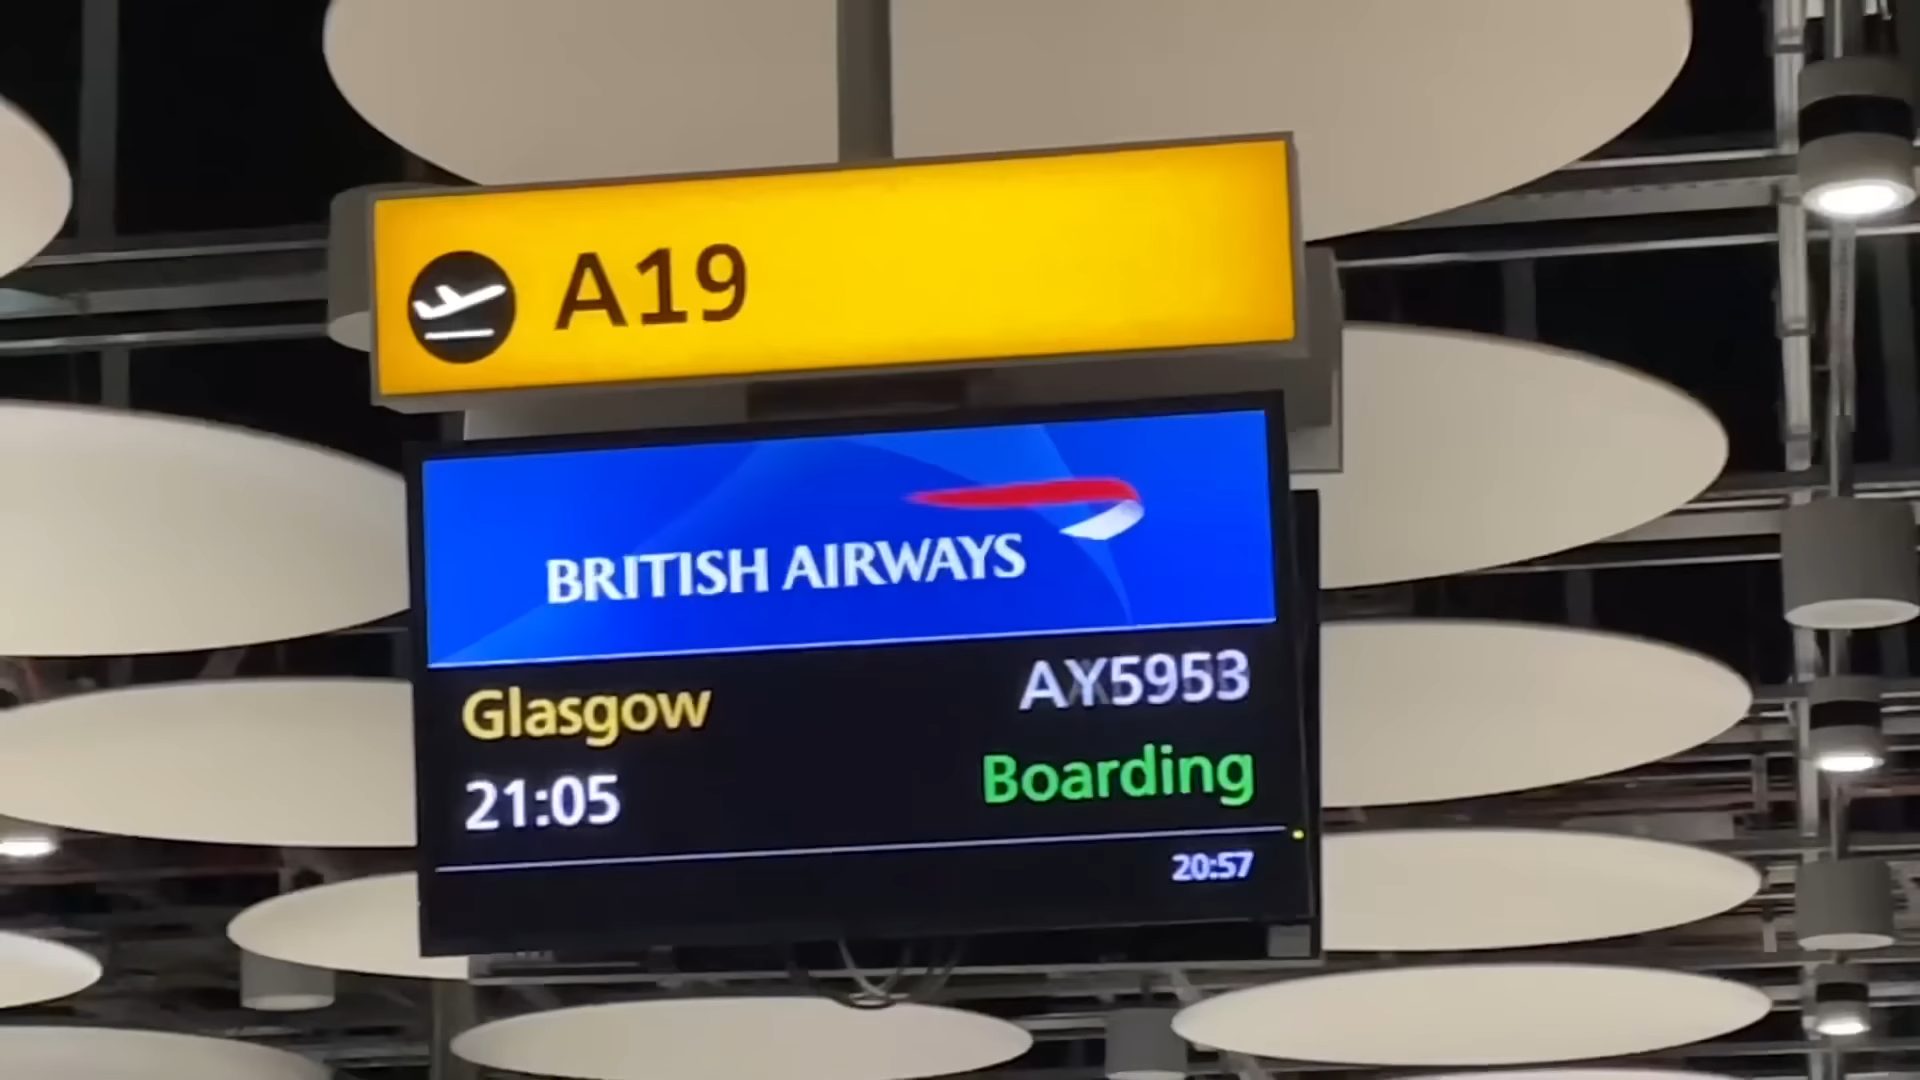 A19
BRITISH AIRWAYS
Glasgow AY5953
21:05 Boarding
20:57